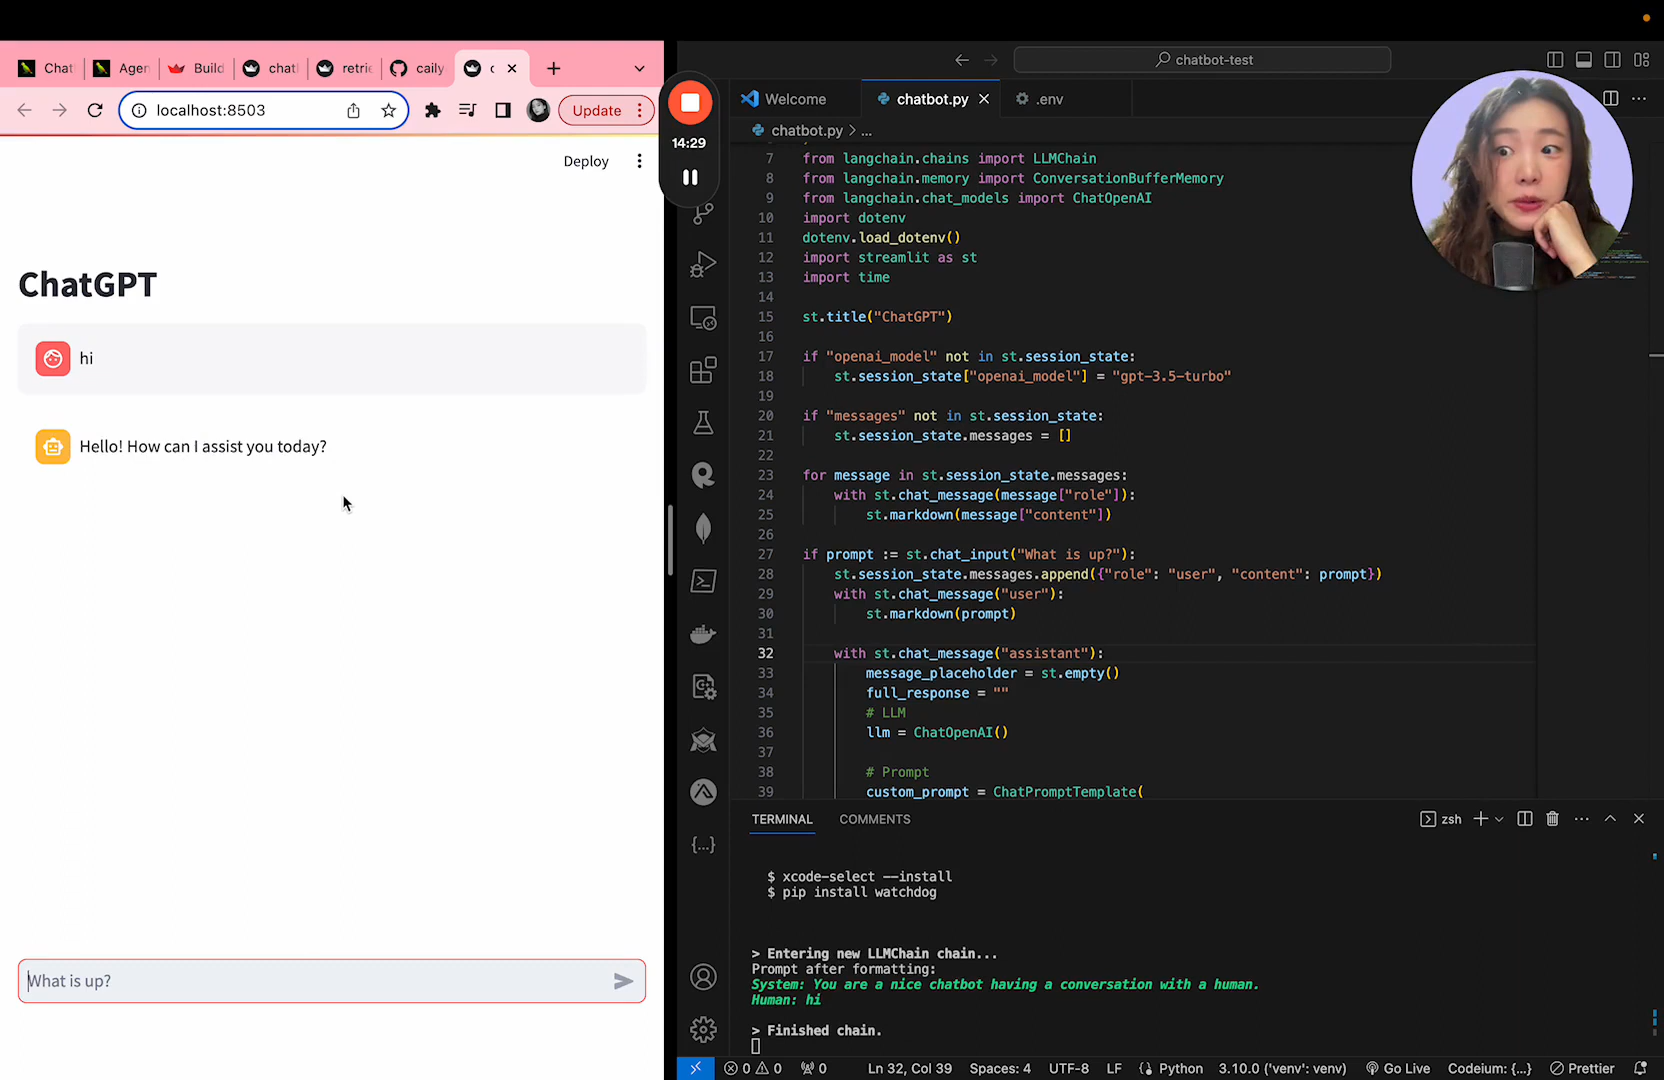 Chat
Agen
Build
chat
retrie
caily
c
localhost:8503
Update
Deploy
ChatGPT
hi
Hello! How can I assist you today?
What is up?
14:29
chatbot-test
Welcome
chatbot.py
.env
chatbot.py > ...
7 from langchain.chains import LLMChain
8 from langchain.memory import ConversationBufferMemory
9 from langchain.chat_models import ChatOpenAI
10 import dotenv
11 dotenv.load_dotenv()
12 import streamlit as st
13 import time
14
15 st.title("ChatGPT")
16
17 if "openai_model" not in st.session_state:
18 st.session_state["openai_model"] = "gpt-3.5-turbo"
19
20 if "messages" not in st.session_state:
21 st.session_state.messages = []
22
23 for message in st.session_state.messages:
24 with st.chat_message(message["role"]):
25 st.markdown(message["content"])
26
27 if prompt := st.chat_input("What is up?"):
28 st.session_state.messages.append({"role": "user", "content": prompt})
29 with st.chat_message("user"):
30 st.markdown(prompt)
31
32 with st.chat_message("assistant"):
33 message_placeholder = st.empty()
34 full_response = ""
35 # LLM
36 llm = ChatOpenAI()
37
38 # Prompt
39 custom_prompt = ChatPromptTemplate(
TERMINAL
COMMENTS
zsh
$ xcode-select --install
$ pip install watchdog
> Entering new LLMChain chain...
Prompt after formatting:
System: You are a nice chatbot having a conversation with a human.
Human: hi
> Finished chain.
0 0
0
Ln 32, Col 39
Spaces: 4
UTF-8
LF
Python
3.10.0 ('venv': venv)
Go Live
Codeium: {...}
Prettier